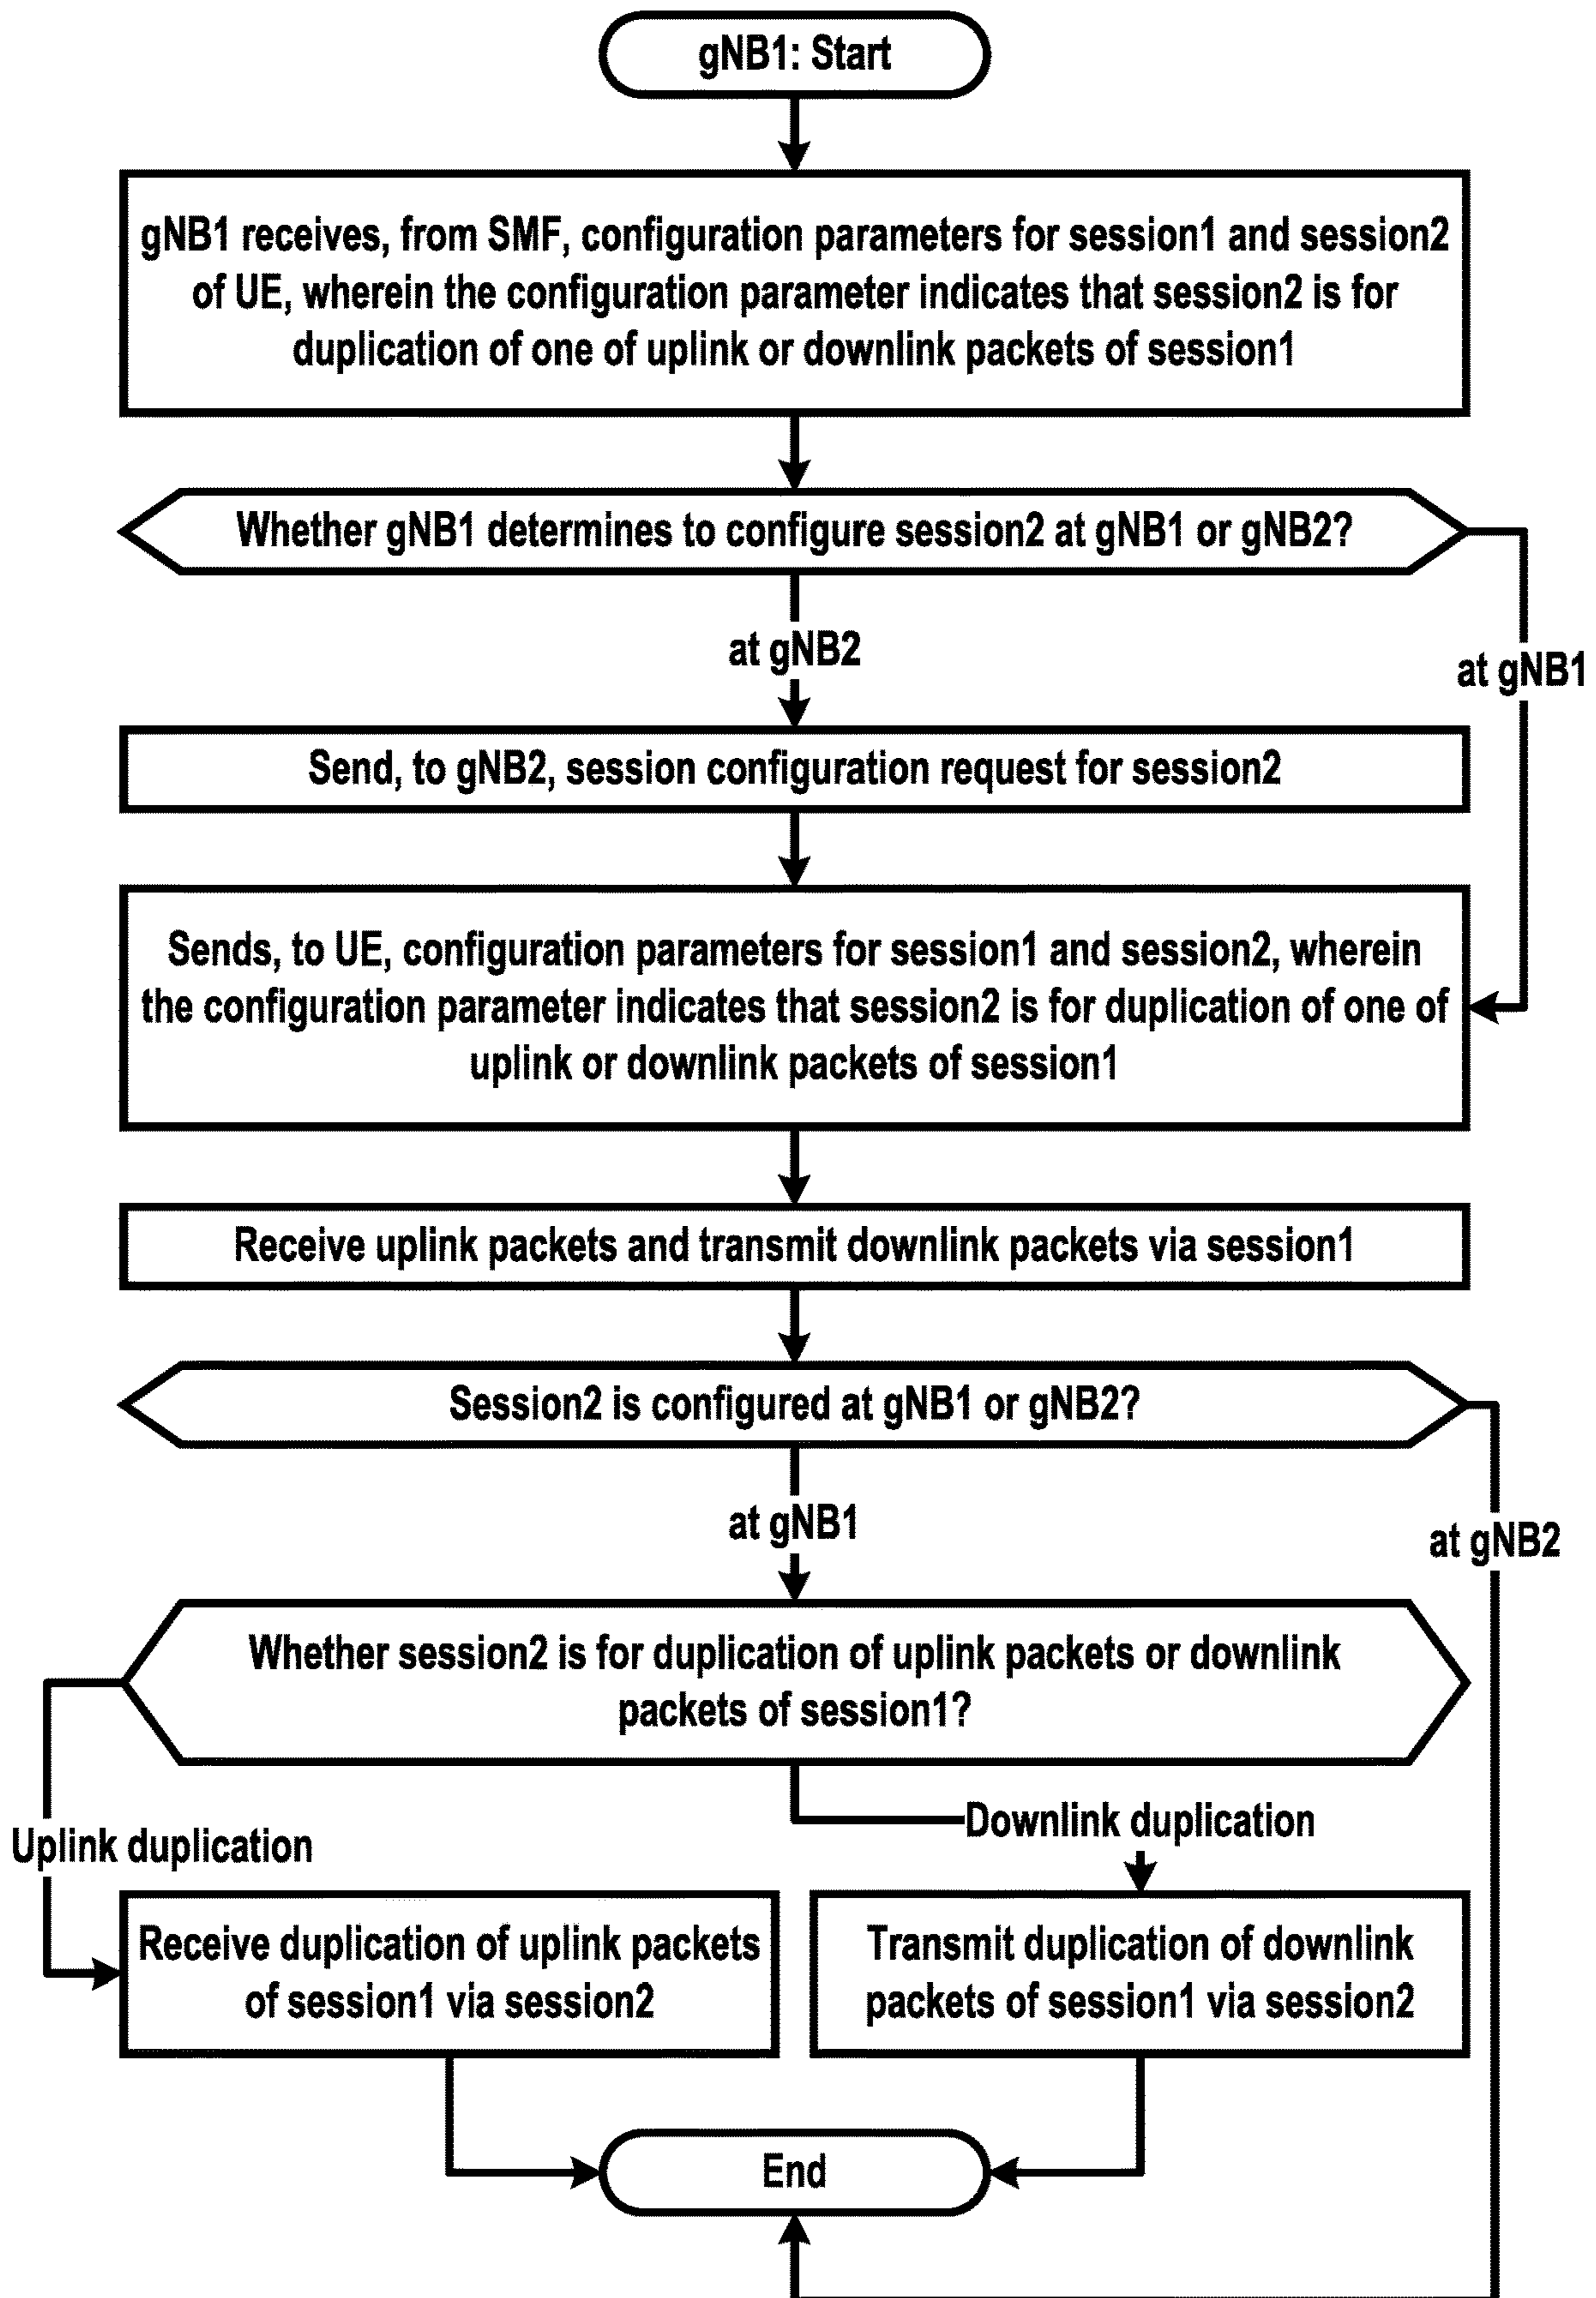 gNB1: Start
gNB1 receives, from SMF, configuration parameters for session1 and session2
of UE, wherein the configuration parameter indicates that session2 is for
duplication of one of uplink or downlink packets of session1
Whether gNB1 determines to configure session2 at gNB1 or gNB2?
at gNB2
at gNB1
Send, to gNB2, session configuration request for session2
Sends, to UE, configuration parameters for session1 and session2, wherein
the configuration parameter indicates that session2 is for duplication of one of
uplink or downlink packets of session1
Receive uplink packets and transmit downlink packets via session1
Session2 is configured at gNB1 or gNB2?
at gNB1
at gNB2
Whether session2 is for duplication of uplink packets or downlink
packets of session1?
Uplink duplication
Downlink duplication
Receive duplication of uplink packets
of session1 via session2
Transmit duplication of downlink
packets of session1 via session2
End